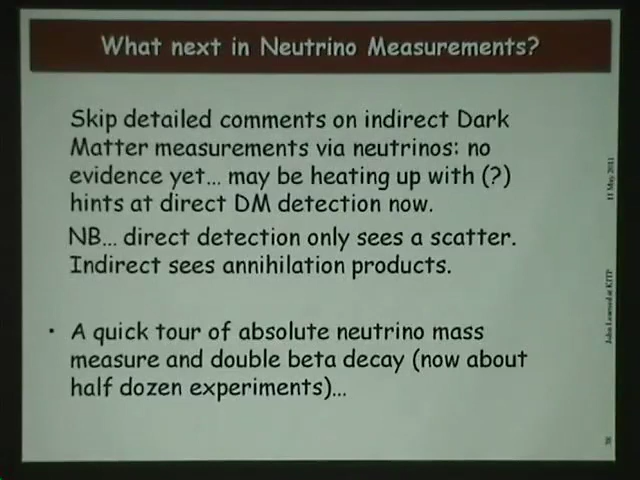 What next in Neutrino Measurements?
Skip detailed comments on indirect Dark
Matter measurements via neutrinos: no
evidence yet... may be heating up with (?)
hints at direct DM detection now.
NB... direct detection only sees a scatter.
Indirect sees annihilation products.
• A quick tour of absolute neutrino mass
measure and double beta decay (now about
half dozen experiments)...
11 May 2011
John Learned at KITP